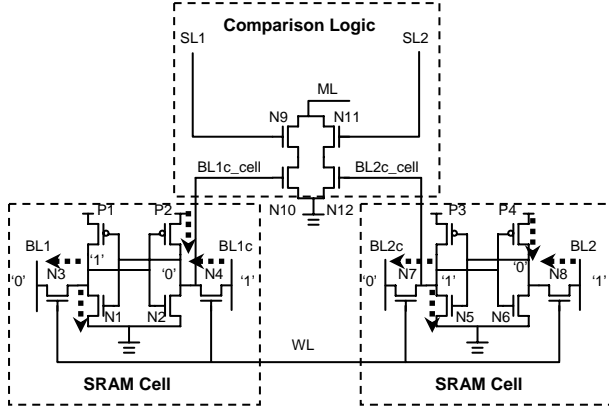 Comparison Logic
SL1
SL2
ML
N9
N11
BL1c_cell
BL2c_cell
N10
N12
P1
P2
P3
P4
BL1
BL1c
BL2c
BL2
'1'
'0'
'0'
N3
N4
'0'
'1'
'0'
N7
'1'
N8
'0'
'1'
N1
N2
N5
N6
WL
SRAM Cell
SRAM Cell